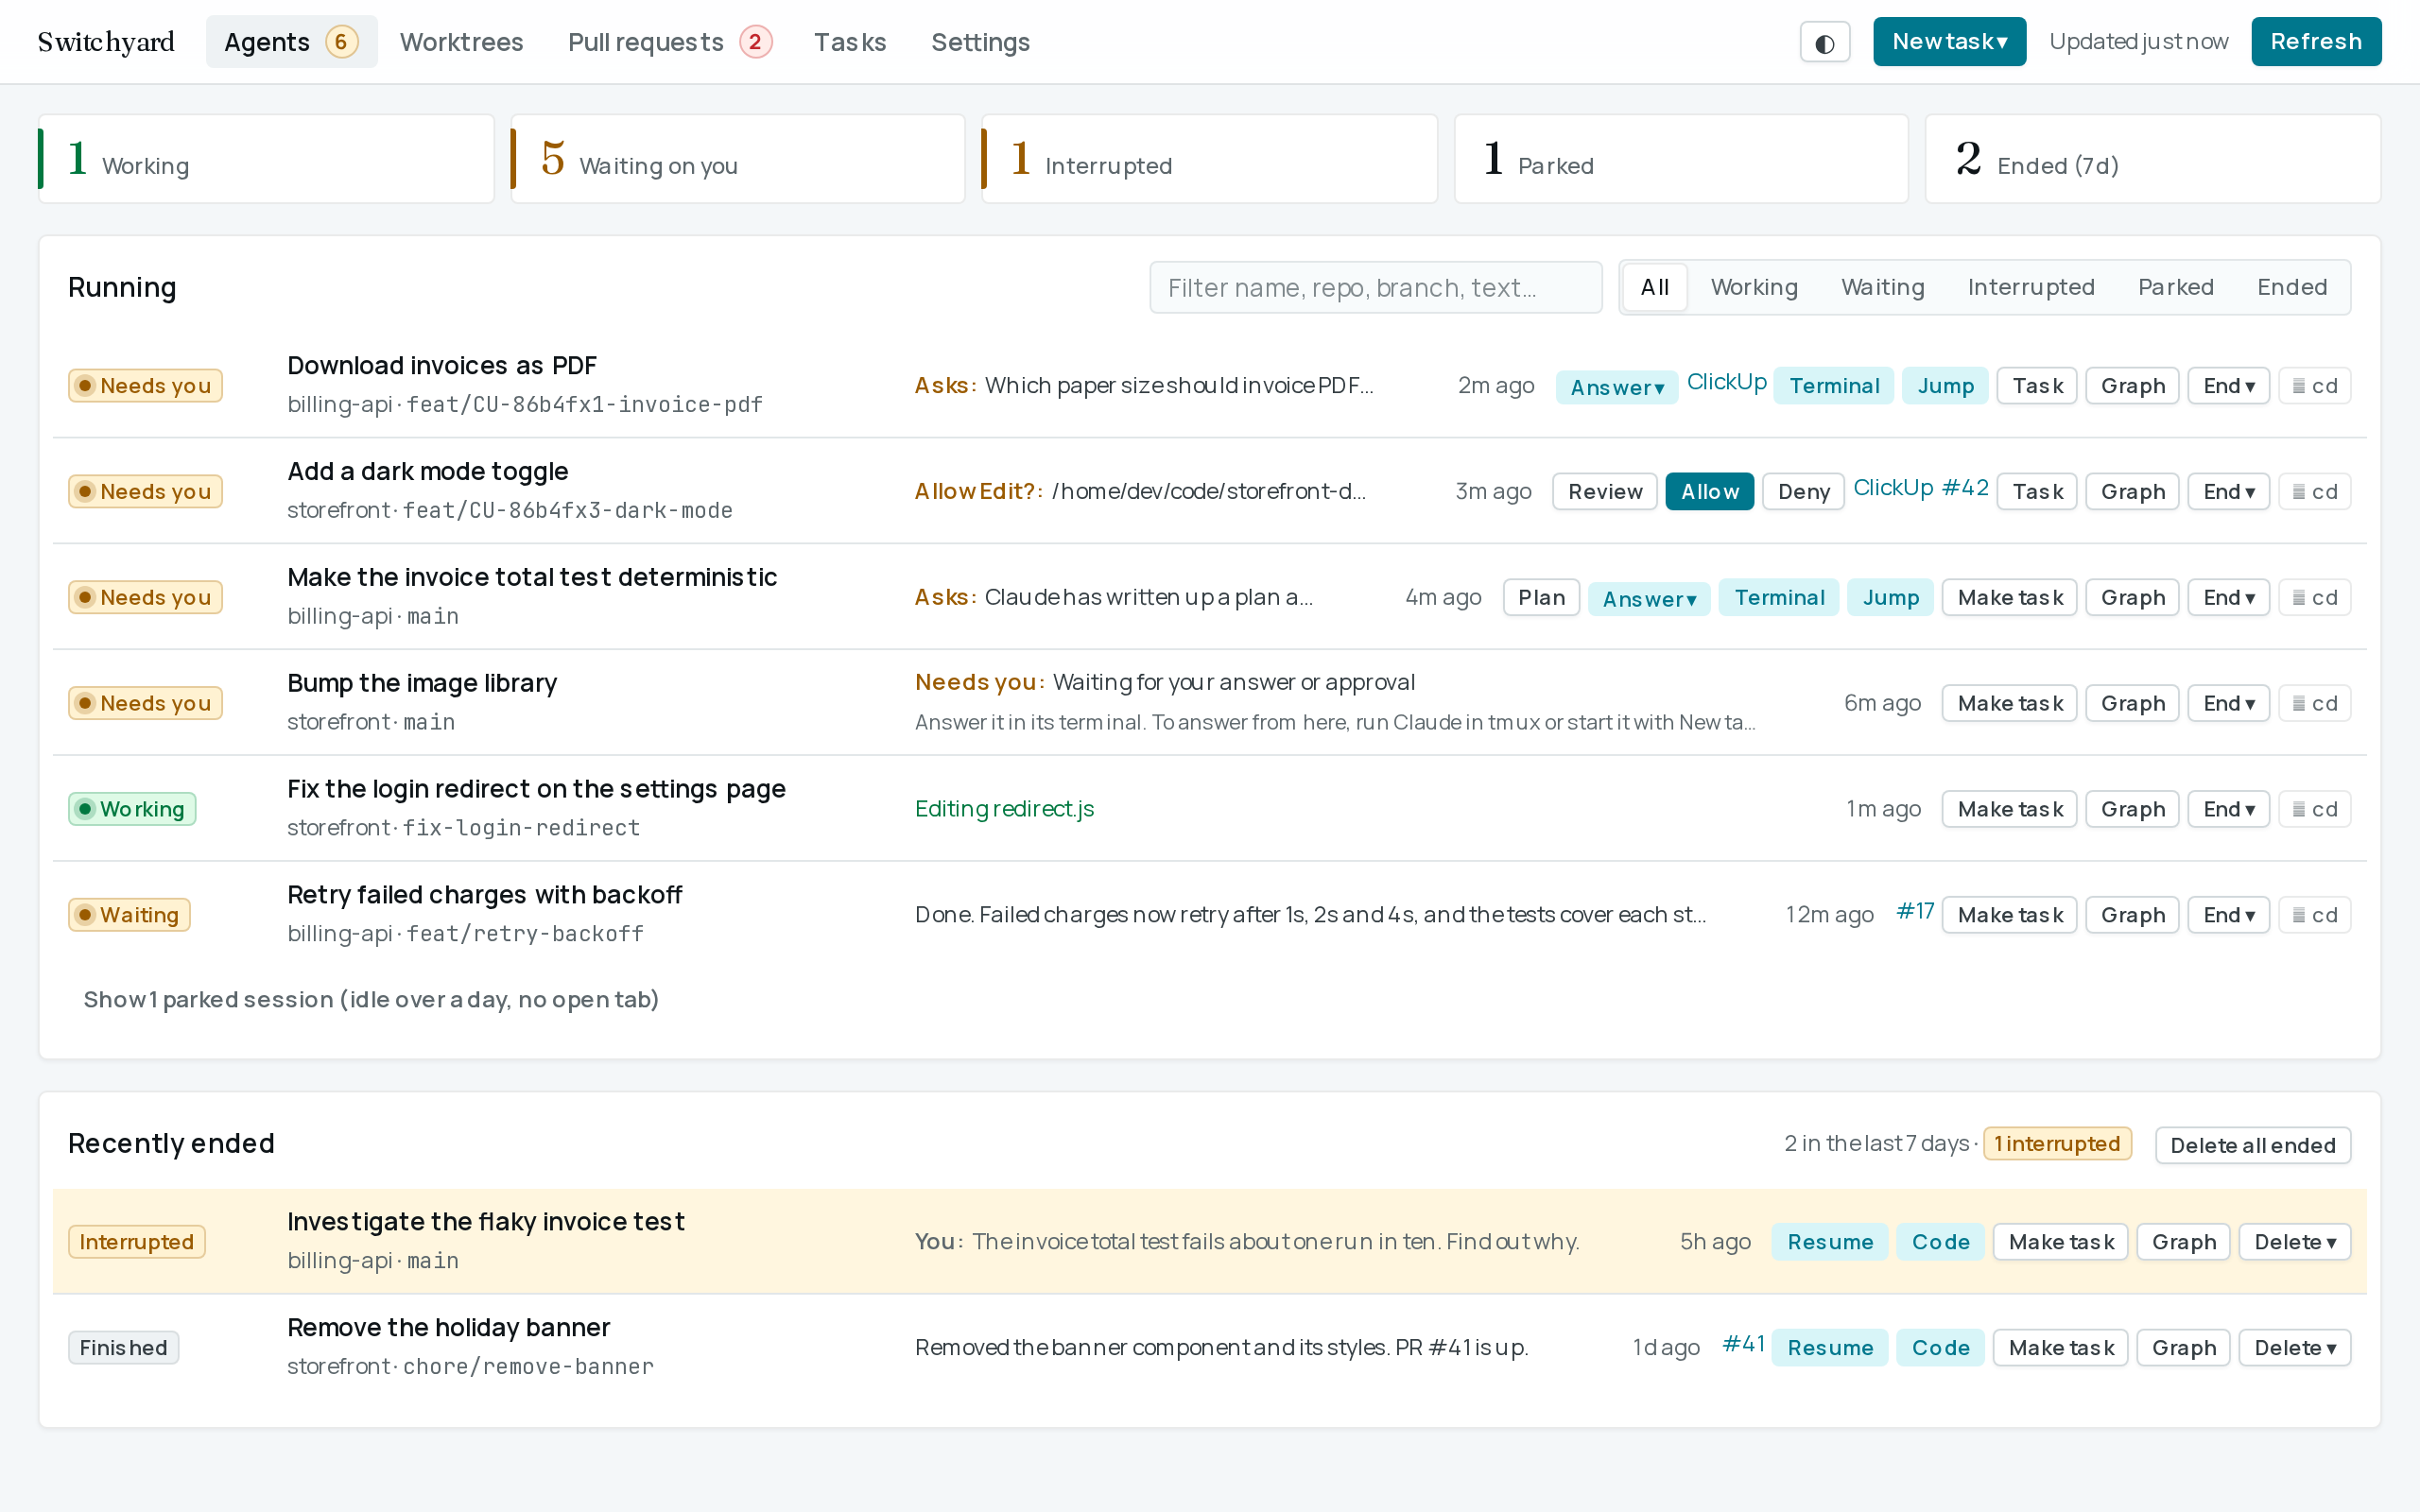 Switchyard Agents 6 Worktrees Pull requests 2 Tasks Settings New task ▾ Updated just now Refresh
1 Working 5 Waiting on you 1 Interrupted 1 Parked 2 Ended (7d)
Running Filter name, repo, branch, text… All Working Waiting Interrupted Parked Ended
Download invoices as PDF
Needs you Asks: Which paper size should invoice PDF… 2m ago Answer ▾ ClickUp Terminal Jump Task Graph End ▾ cd
billing-api · feat/CU-86b4fx1-invoice-pdf
Add a dark mode toggle
Needs you Allow Edit?: /home/dev/code/storefront-d… 3m ago Review Allow Deny ClickUp #42 Task Graph End ▾ cd
storefront · feat/CU-86b4fx3-dark-mode
Make the invoice total test deterministic
Needs you Asks: Claude has written up a plan a… 4m ago Plan Answer ▾ Terminal Jump Make task Graph End ▾ cd
billing-api · main
Bump the image library Needs you: Waiting for your answer or approval
Needs you 6m ago Make task Graph End ▾ cd
storefront · main Answer it in its terminal. To answer from here, run Claude in tmux or start it with New ta…
Fix the login redirect on the settings page
Working Editing redirect.js 1m ago Make task Graph End ▾ cd
storefront · fix-login-redirect
Retry failed charges with backoff
Waiting Done. Failed charges now retry after 1s, 2s and 4s, and the tests cover each st… 12m ago #17 Make task Graph End ▾ cd
billing-api · feat/retry-backoff
Show 1 parked session (idle over a day, no open tab)
Recently ended 2 in the last 7 days · 1 interrupted Delete all ended
Investigate the flaky invoice test
Interrupted You: The invoice total test fails about one run in ten. Find out why. 5h ago Resume Code Make task Graph Delete ▾
billing-api · main
Remove the holiday banner
Finished Removed the banner component and its styles. PR #41 is up. 1d ago #41 Resume Code Make task Graph Delete ▾
storefront · chore/remove-banner